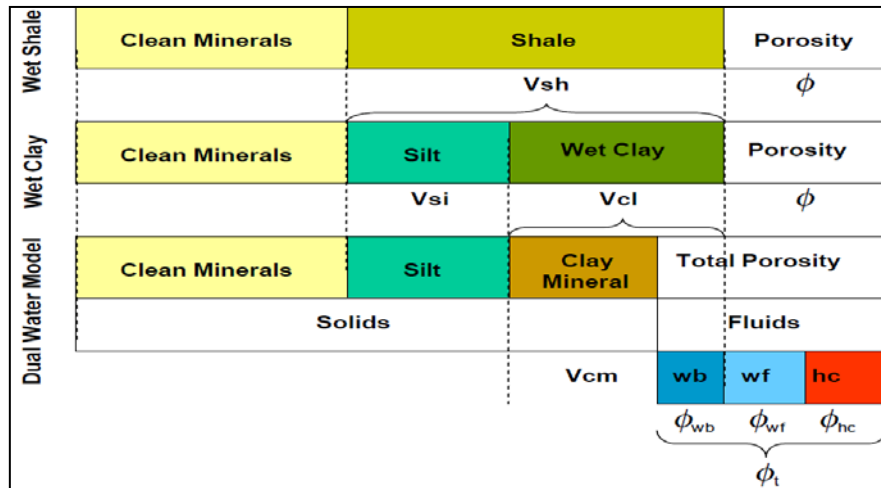 Wet Shale
Clean Minerals Shale Porosity
Vsh ϕ
Wet Clay
Clean Minerals Silt Wet Clay Porosity
Vsi Vcl ϕ
Dual Water Model
Clean Minerals Silt Clay Mineral Total Porosity
Solids Fluids
Vcm wb wf hc
ϕwb ϕwf ϕhc
ϕt